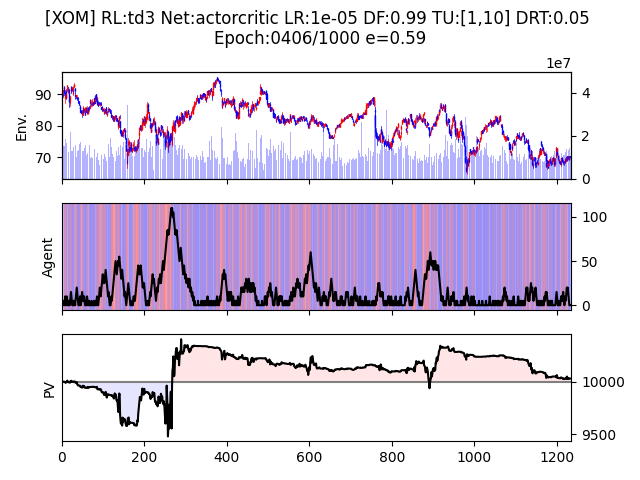 [XOM] RL:td3 Net:actorcritic LR:1e-05 DF:0.99 TU:[1,10] DRT:0.05
Epoch:0406/1000 e=0.59
1e7
Env.
90
80
70
4
2
0
Agent
100
50
0
PV
10000
9500
0 200 400 600 800 1000 1200